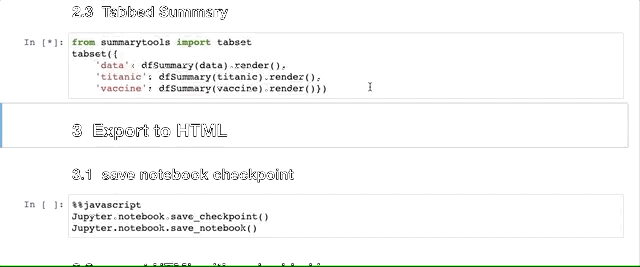 2.3 Tabbed Summary
In [*]: from summarytools import tabset
tabset({
'data': dfSummary(data).render(),
'titanic': dfSummary(titanic).render(),
'vaccine': dfSummary(vaccine).render()})
3 Export to HTML
3.1 save notebook checkpoint
In [ ]: %%javascript
Jupyter.notebook.save_checkpoint()
Jupyter.notebook.save_notebook()